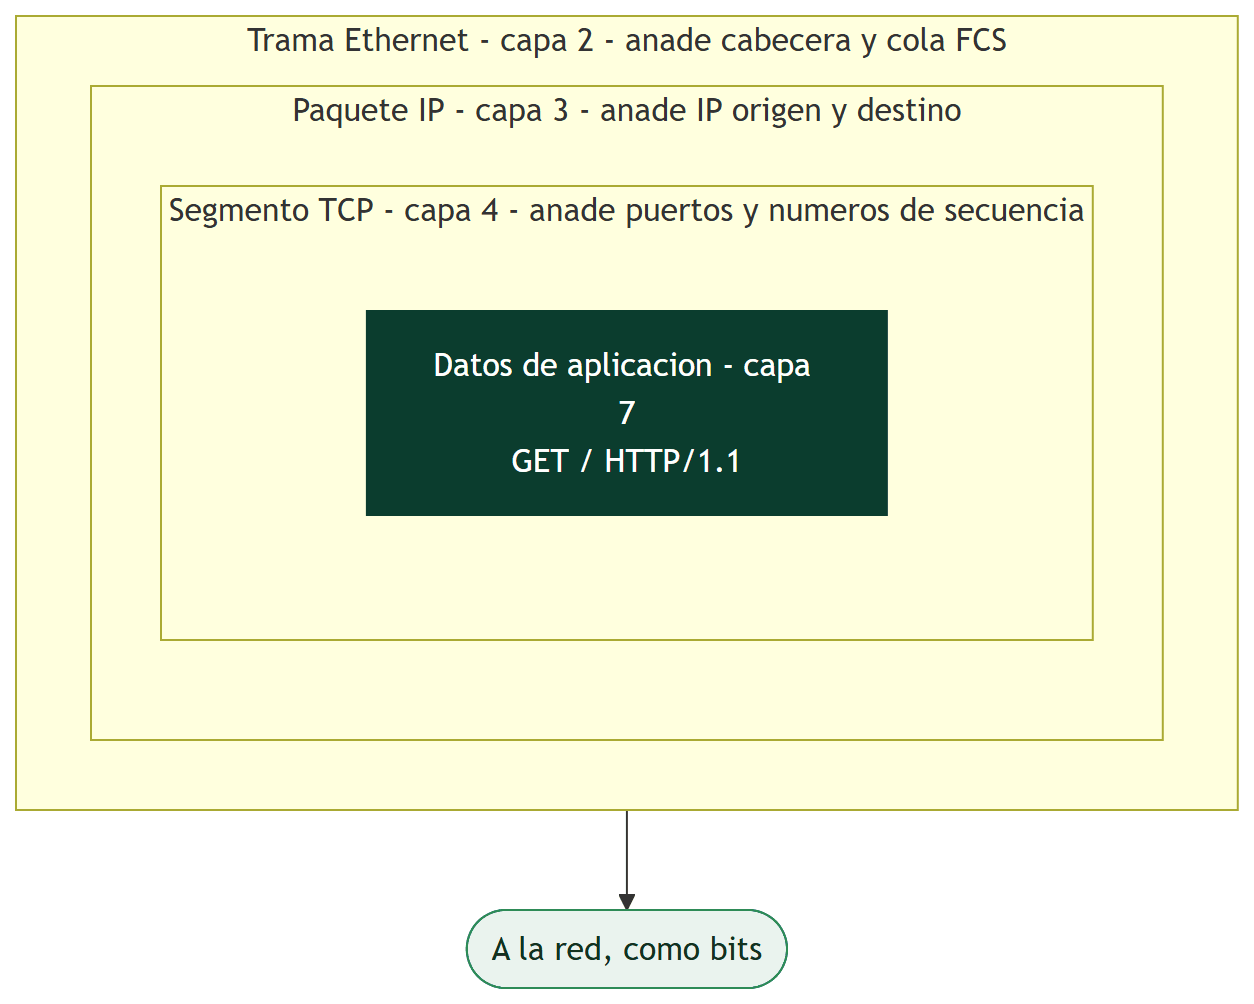 Trama Ethernet - capa 2 - anade cabecera y cola FCS
Paquete IP - capa 3 - anade IP origen y destino
Segmento TCP - capa 4 - anade puertos y numeros de secuencia
Datos de aplicacion - capa
7
GET / HTTP/1.1
A la red, como bits